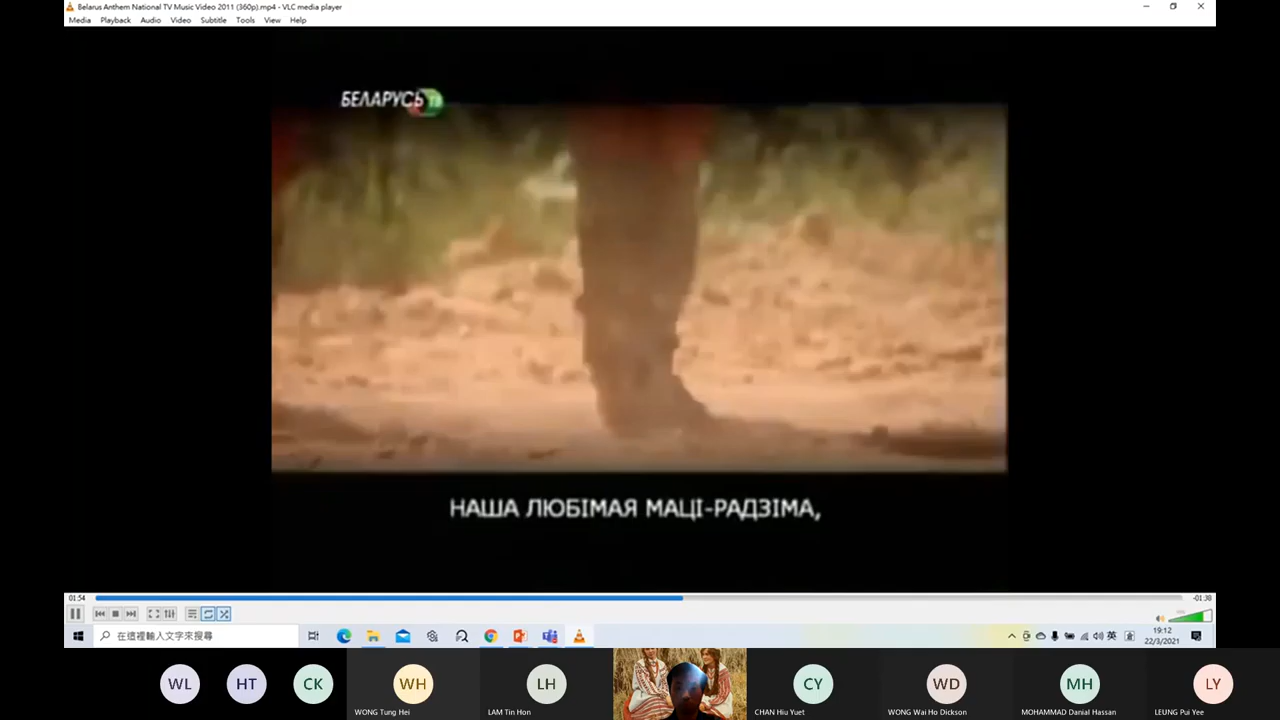 Belarus Anthem National TV Music Video 2011 (360p).mp4 - VLC media player
Media Playback Audio Video Subtitle Tools View Help
БЕЛАРУСЬ ТВ
НАША ЛЮБІМАЯ МАЦІ-РАДЗІМА,
01:54
-01:38
在這裡輸入文字來搜尋
英
19:12
22/3/2021
WL
HT
CK
WH
WONG Tung Hei
LH
LAM Tin Hon
CY
CHAN Hiu Yuet
WD
WONG Wai Ho Dickson
MH
MOHAMMAD Danial Hassan
LY
LEUNG Pui Yee